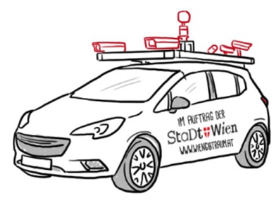 IM AUFTRAG DER
StaDt Wien
WWW.WIENGIBTRAUM.AT